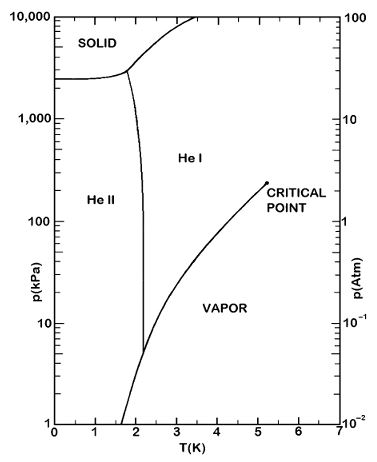 10,000
100
SOLID
1,000
10
He I
He II
CRITICAL
POINT
100
1
p(kPa)
p(Atm)
VAPOR
10
10⁻¹
1
10⁻²
0 1 2 3 4 5 6 7
T(K)